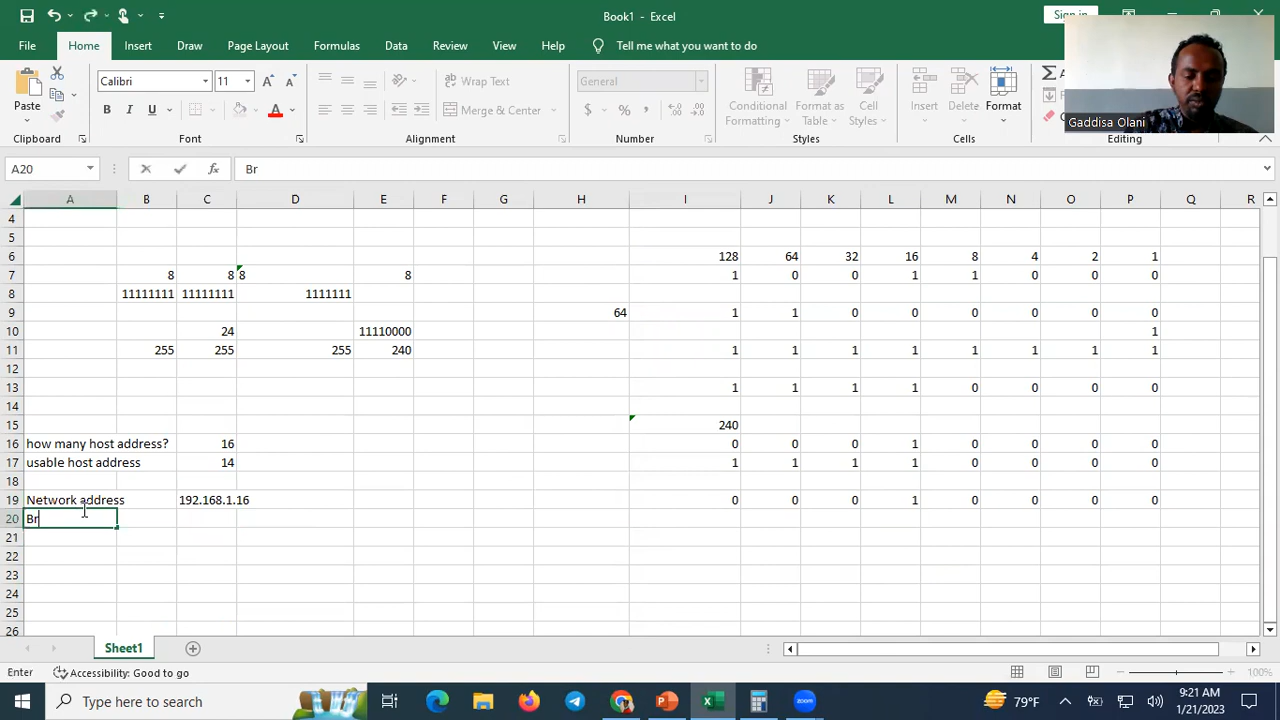 Book1 - Excel
Sign in
File Home Insert Draw Page Layout Formulas Data Review View Help Tell me what you want to do
Paste
Calibri 11
B I U
Wrap Text
Merge & Center
General
$ %
Conditional Formatting
Format as Table
Cell Styles
Insert
Delete
Format
Clipboard Font Alignment Number Styles Cells Editing
Gaddisa Olani
A20 fx Br
A B C D E F G H I J K L M N O P Q R
4
5
6 128 64 32 16 8 4 2 1
7 8 8 8 8 1 0 0 1 1 0 0 0
8 11111111 11111111 1111111
9 64 1 1 0 0 0 0 0 0
10 24 11110000 1
11 255 255 255 240 1 1 1 1 1 1 1 1
12
13 1 1 1 1 0 0 0 0
14
15 240
16 how many host address? 16 0 0 0 1 0 0 0 0
17 usable host address 14 1 1 1 1 0 0 0 0
18
19 Network address 192.168.1.16 0 0 0 1 0 0 0 0
20 Br
21
22
23
24
25
26
Sheet1
Enter Accessibility: Good to go 100%
Type here to search
zoom
79°F
9:21 AM
1/21/2023